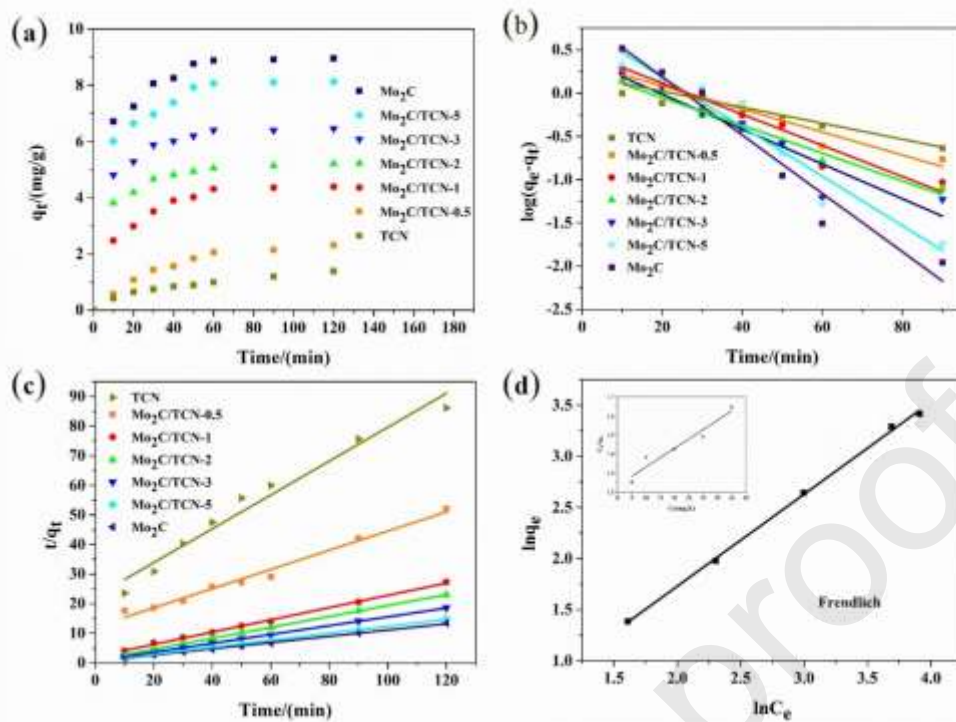 (a)
10
8
6
4
2
0
qt/(mg/g)
Mo2C
Mo2C/TCN-5
Mo2C/TCN-3
Mo2C/TCN-2
Mo2C/TCN-1
Mo2C/TCN-0.5
TCN
0 20 40 60 80 100 120 140 160 180
Time/(min)
(b)
0.5
0.0
-0.5
-1.0
-1.5
-2.0
-2.5
log(qe-qt)
TCN
Mo2C/TCN-0.5
Mo2C/TCN-1
Mo2C/TCN-2
Mo2C/TCN-3
Mo2C/TCN-5
Mo2C
0 20 40 60 80
Time/(min)
(c)
90
80
70
60
50
40
30
20
10
0
t/qt
TCN
Mo2C/TCN-0.5
Mo2C/TCN-1
Mo2C/TCN-2
Mo2C/TCN-3
Mo2C/TCN-5
Mo2C
0 20 40 60 80 100 120
Time/(min)
(d)
3.5
3.0
2.5
2.0
1.5
1.0
lnqe
Frendlich
1.5 2.0 2.5 3.0 3.5 4.0
lnCe
proof